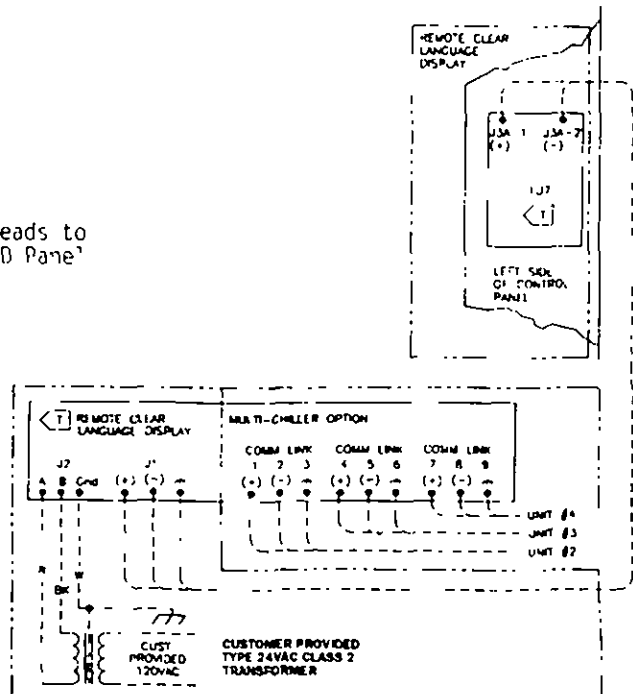 REMOTE CLEAR
LANGUAGE
DISPLAY
J3A-1 J3A-2
(+) (-)
1U7
T
LEFT SIDE
OF CONTROL
PANEL
eads to
D Panel
T REMOTE CLEAR
LANGUAGE DISPLAY
MULTI-CHILLER OPTION
J2 J1
A B Gnd (+) (-)
COMM LINK COMM LINK COMM LINK
1 2 3 4 5 6 7 8 9
(+) (-) (+) (-) (+) (-)
UNIT #4
UNIT #3
UNIT #2
R BK W
CUST
PROVIDED
120VAC
CUSTOMER PROVIDED
TYPE 24VAC CLASS 2
TRANSFORMER